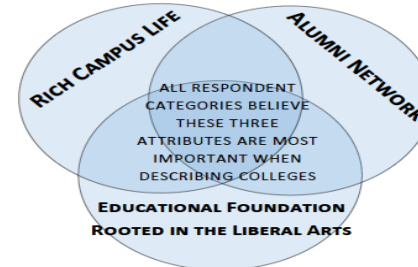 RICH CAMPUS LIFE
ALUMNI NETWORK
ALL RESPONDENT
CATEGORIES BELIEVE
THESE THREE
ATTRIBUTES ARE MOST
IMPORTANT WHEN
DESCRIBING COLLEGES
EDUCATIONAL FOUNDATION
ROOTED IN THE LIBERAL ARTS